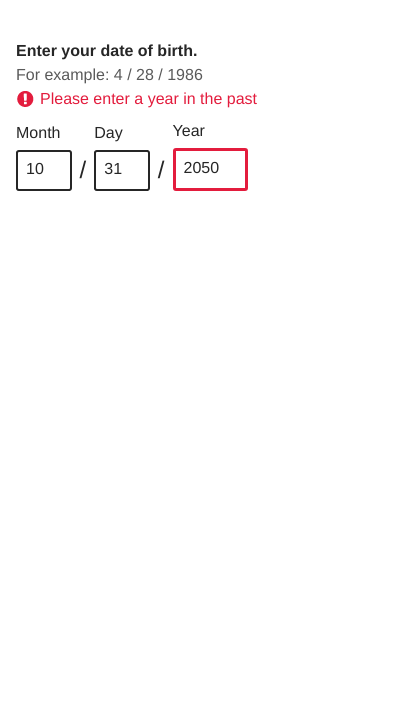 Enter your date of birth.
For example: 4 / 28 / 1986
Please enter a year in the past
Month Day Year
10 / 31 / 2050